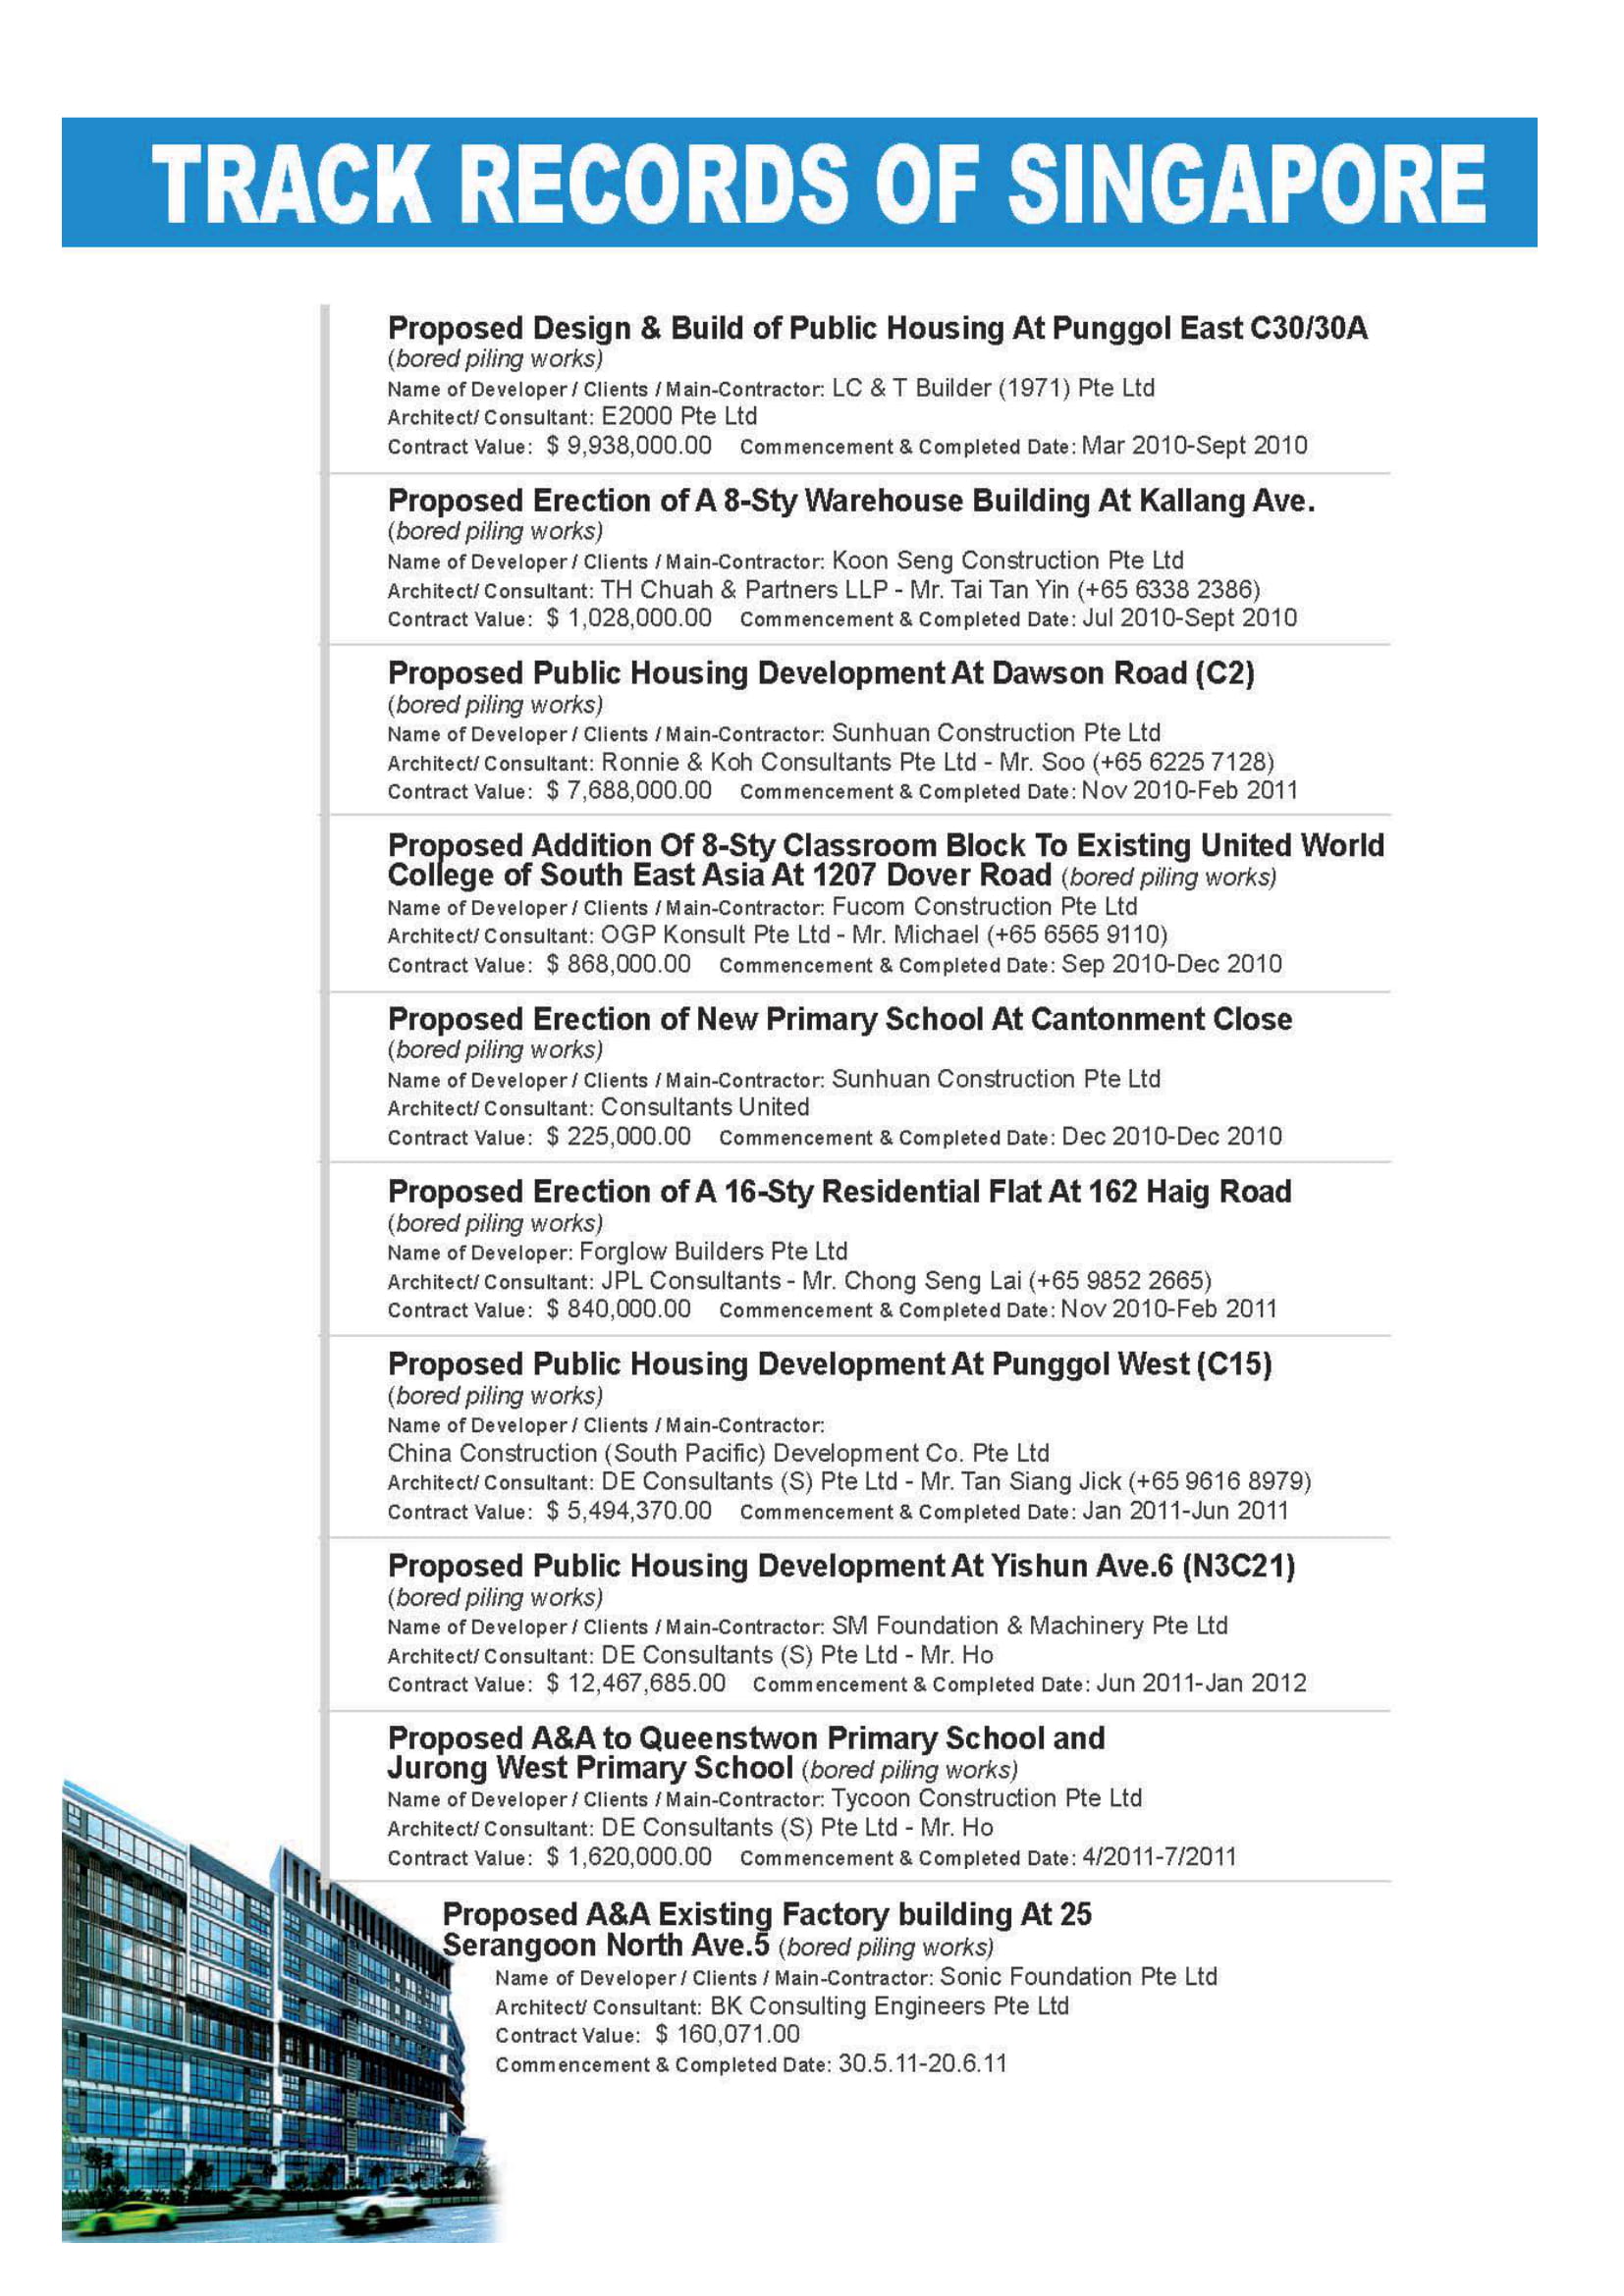 TRACK RECORDS OF SINGAPORE
Proposed Design & Build of Public Housing At Punggol East C30/30A
(bored piling works)
Name of Developer / Clients / Main-Contractor: LC & T Builder (1971) Pte Ltd
Architect/ Consultant: E2000 Pte Ltd
Contract Value: $ 9,938,000.00 Commencement & Completed Date: Mar 2010-Sept 2010
Proposed Erection of A 8-Sty Warehouse Building At Kallang Ave.
(bored piling works)
Name of Developer / Clients / Main-Contractor: Koon Seng Construction Pte Ltd
Architect/ Consultant: TH Chuah & Partners LLP - Mr. Tai Tan Yin (+65 6338 2386)
Contract Value: $ 1,028,000.00 Commencement & Completed Date: Jul 2010-Sept 2010
Proposed Public Housing Development At Dawson Road (C2)
(bored piling works)
Name of Developer / Clients / Main-Contractor: Sunhuan Construction Pte Ltd
Architect/ Consultant: Ronnie & Koh Consultants Pte Ltd - Mr. Soo (+65 6225 7128)
Contract Value: $ 7,688,000.00 Commencement & Completed Date: Nov 2010-Feb 2011
Proposed Addition Of 8-Sty Classroom Block To Existing United World
College of South East Asia At 1207 Dover Road (bored piling works)
Name of Developer / Clients / Main-Contractor: Fucom Construction Pte Ltd
Architect/ Consultant: OGP Konsult Pte Ltd - Mr. Michael (+65 6565 9110)
Contract Value: $ 868,000.00 Commencement & Completed Date: Sep 2010-Dec 2010
Proposed Erection of New Primary School At Cantonment Close
(bored piling works)
Name of Developer / Clients / Main-Contractor: Sunhuan Construction Pte Ltd
Architect/ Consultant: Consultants United
Contract Value: $ 225,000.00 Commencement & Completed Date: Dec 2010-Dec 2010
Proposed Erection of A 16-Sty Residential Flat At 162 Haig Road
(bored piling works)
Name of Developer: Forglow Builders Pte Ltd
Architect/ Consultant: JPL Consultants - Mr. Chong Seng Lai (+65 9852 2665)
Contract Value: $ 840,000.00 Commencement & Completed Date: Nov 2010-Feb 2011
Proposed Public Housing Development At Punggol West (C15)
(bored piling works)
Name of Developer / Clients / Main-Contractor:
China Construction (South Pacific) Development Co. Pte Ltd
Architect/ Consultant: DE Consultants (S) Pte Ltd - Mr. Tan Siang Jick (+65 9616 8979)
Contract Value: $ 5,494,370.00 Commencement & Completed Date: Jan 2011-Jun 2011
Proposed Public Housing Development At Yishun Ave.6 (N3C21)
(bored piling works)
Name of Developer / Clients / Main-Contractor: SM Foundation & Machinery Pte Ltd
Architect/ Consultant: DE Consultants (S) Pte Ltd - Mr. Ho
Contract Value: $ 12,467,685.00 Commencement & Completed Date: Jun 2011-Jan 2012
Proposed A&A to Queenstwon Primary School and
Jurong West Primary School (bored piling works)
Name of Developer / Clients / Main-Contractor: Tycoon Construction Pte Ltd
Architect/ Consultant: DE Consultants (S) Pte Ltd - Mr. Ho
Contract Value: $ 1,620,000.00 Commencement & Completed Date: 4/2011-7/2011
Proposed A&A Existing Factory building At 25
Serangoon North Ave.5 (bored piling works)
Name of Developer / Clients / Main-Contractor: Sonic Foundation Pte Ltd
Architect/ Consultant: BK Consulting Engineers Pte Ltd
Contract Value: $ 160,071.00
Commencement & Completed Date: 30.5.11-20.6.11